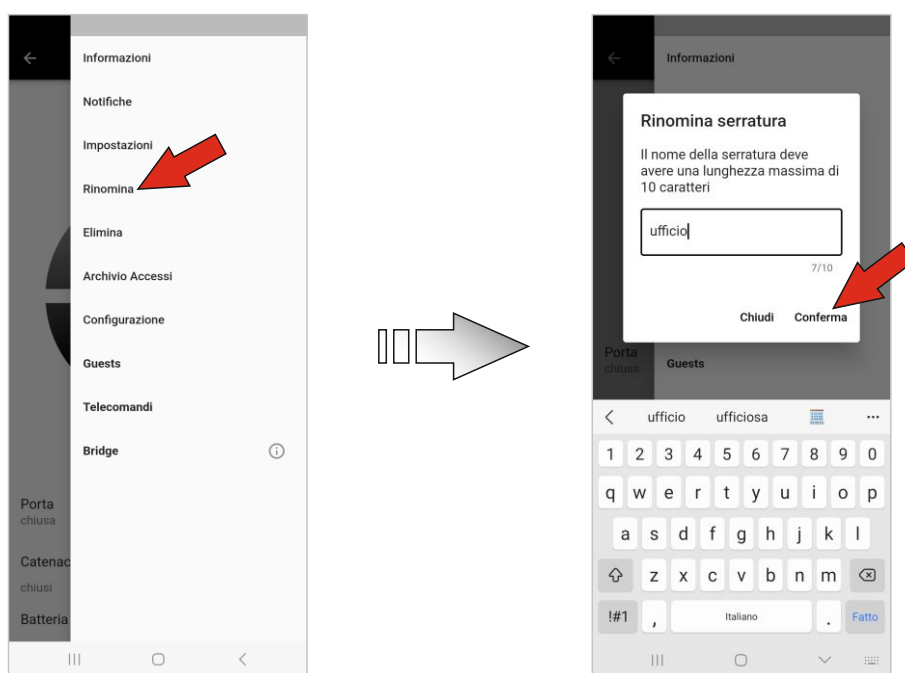 Informazioni
Notifiche
Impostazioni
Rinomina
Elimina
Archivio Accessi
Configurazione
Guests
Telecomandi
Bridge
Porta
chiusa
Catenac
chiusi
Batteria
Informazioni
Rinomina serratura
Il nome della serratura deve
avere una lunghezza massima di
10 caratteri
ufficio
7/10
Chiudi Conferma
Porta
chiusa
Guests
ufficio ufficiosa
1 2 3 4 5 6 7 8 9 0
q w e r t y u i o p
a s d f g h j k l
z x c v b n m
!#1 , Italiano . Fatto